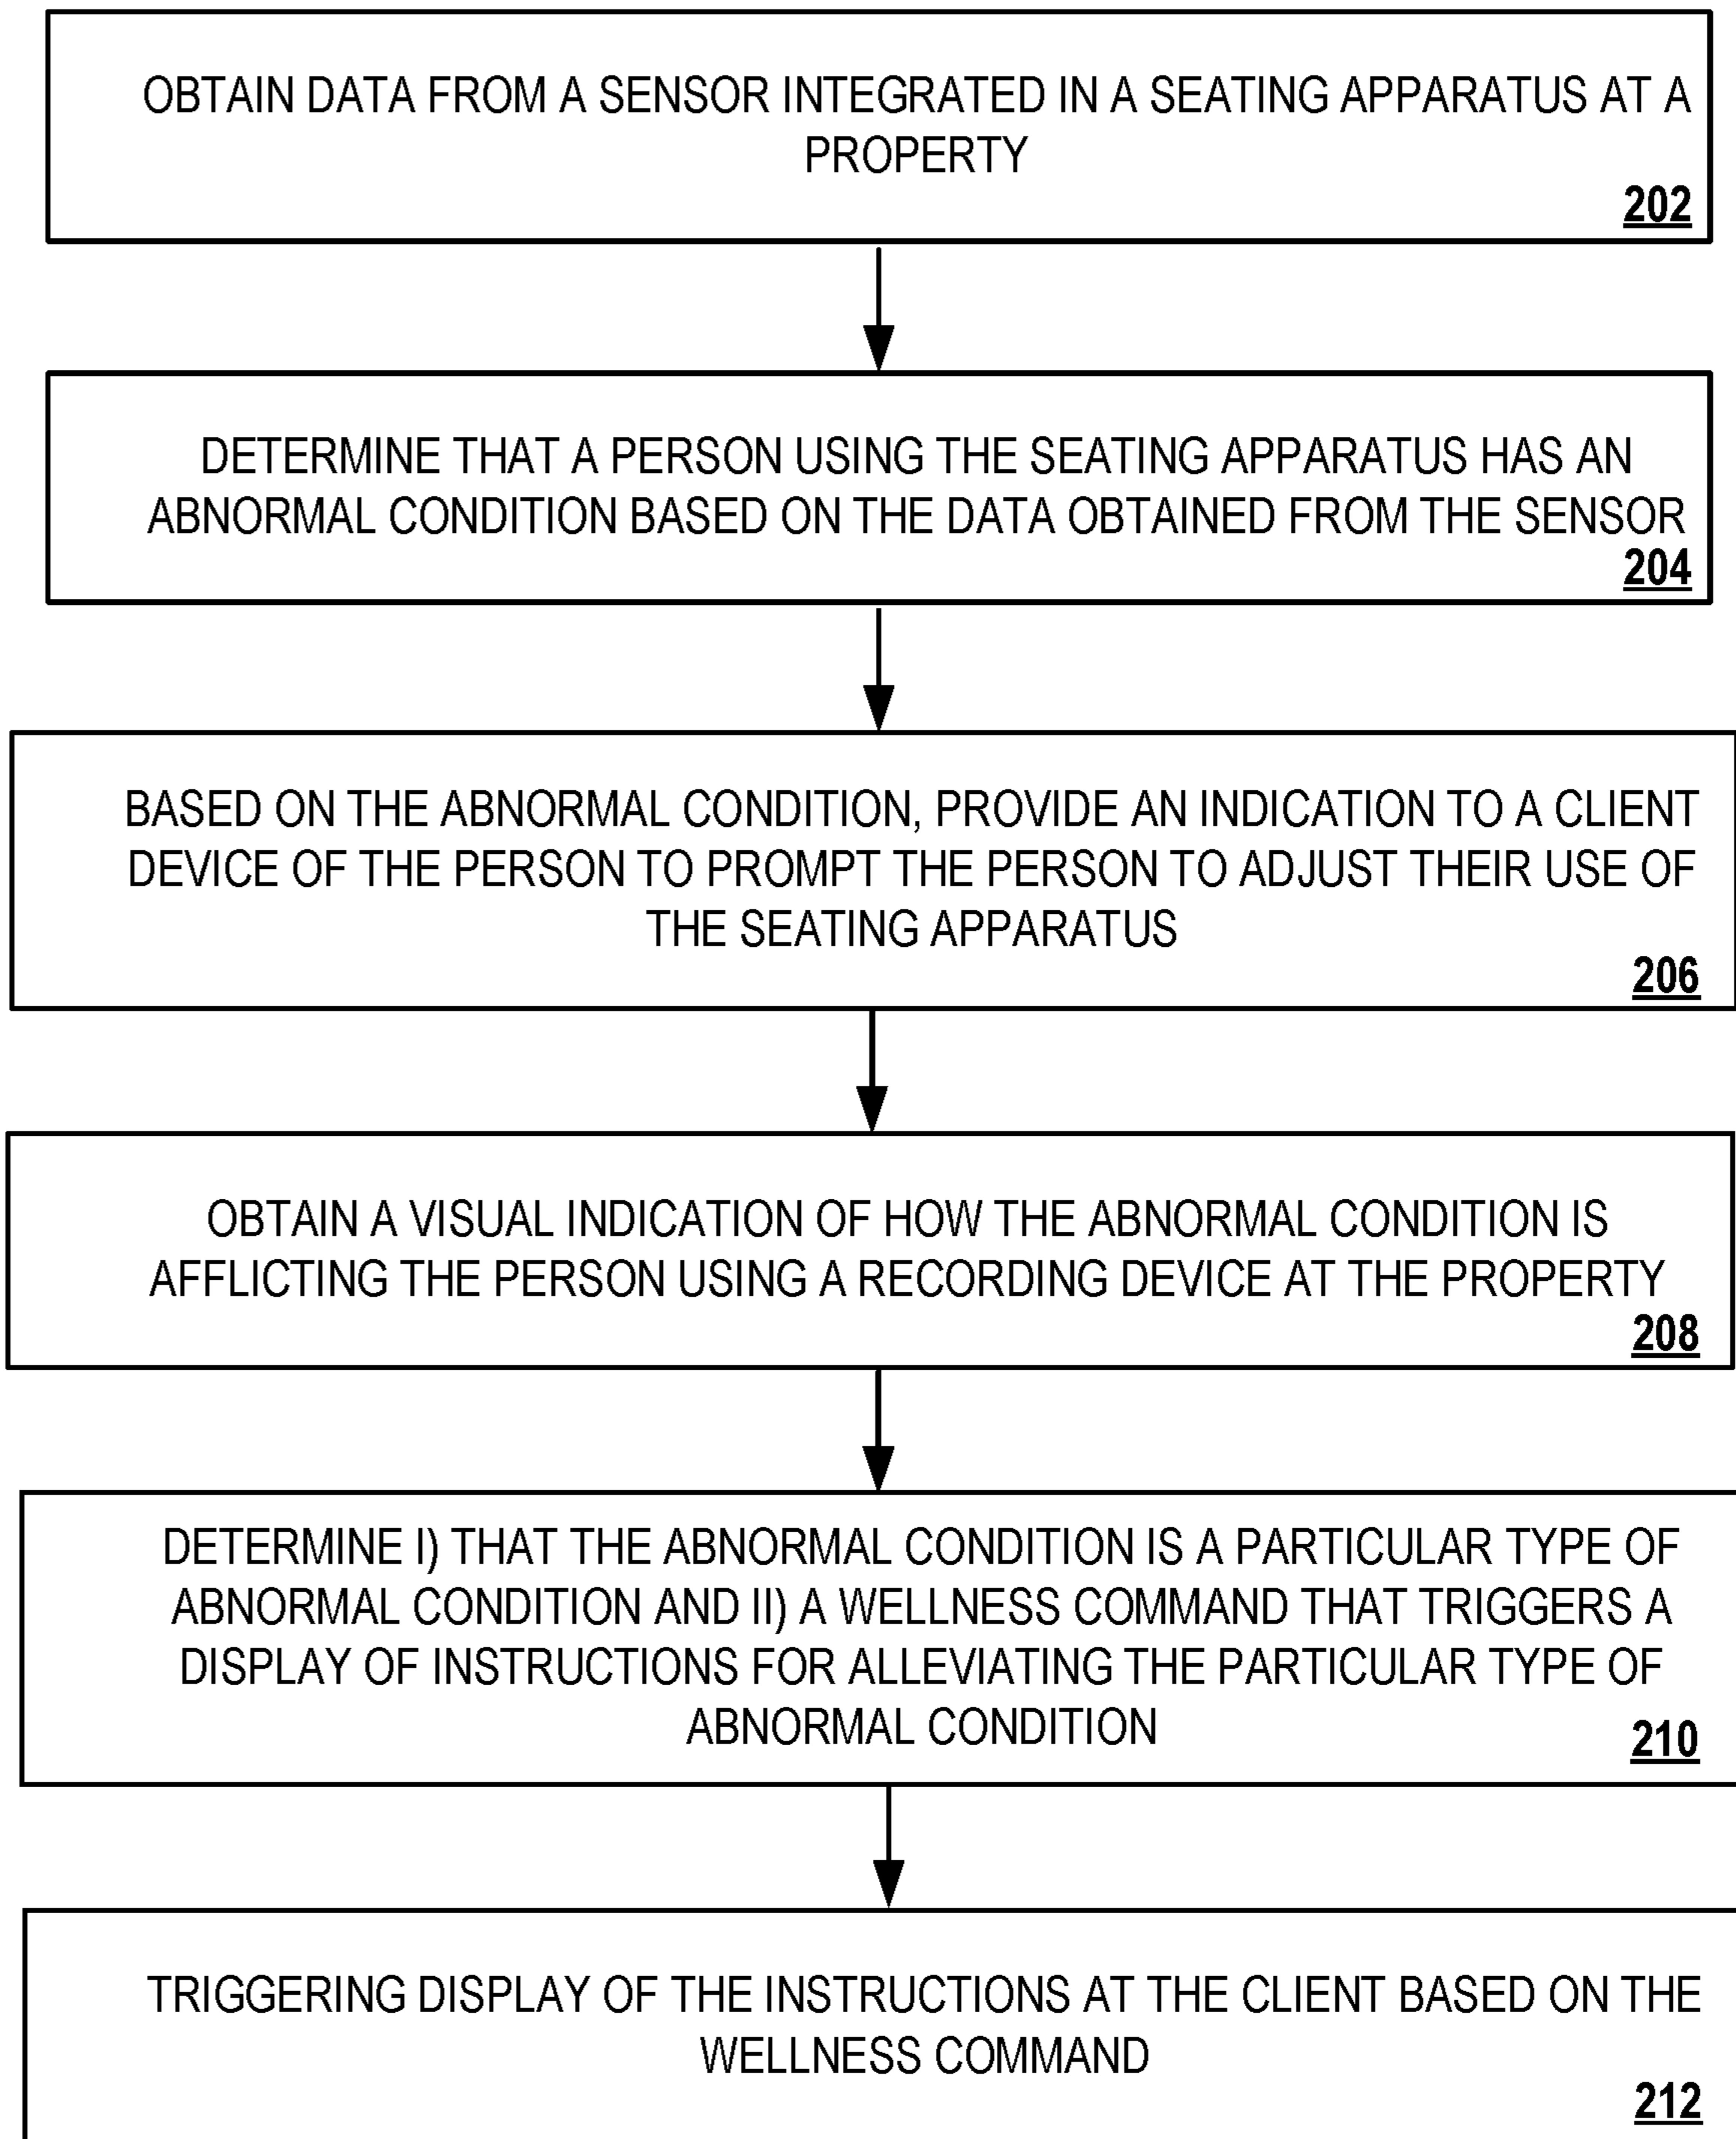 OBTAIN DATA FROM A SENSOR INTEGRATED IN A SEATING APPARATUS AT A
PROPERTY
202
DETERMINE THAT A PERSON USING THE SEATING APPARATUS HAS AN
ABNORMAL CONDITION BASED ON THE DATA OBTAINED FROM THE SENSOR
204
BASED ON THE ABNORMAL CONDITION, PROVIDE AN INDICATION TO A CLIENT
DEVICE OF THE PERSON TO PROMPT THE PERSON TO ADJUST THEIR USE OF
THE SEATING APPARATUS
206
OBTAIN A VISUAL INDICATION OF HOW THE ABNORMAL CONDITION IS
AFFLICTING THE PERSON USING A RECORDING DEVICE AT THE PROPERTY
208
DETERMINE I) THAT THE ABNORMAL CONDITION IS A PARTICULAR TYPE OF
ABNORMAL CONDITION AND II) A WELLNESS COMMAND THAT TRIGGERS A
DISPLAY OF INSTRUCTIONS FOR ALLEVIATING THE PARTICULAR TYPE OF
ABNORMAL CONDITION
210
TRIGGERING DISPLAY OF THE INSTRUCTIONS AT THE CLIENT BASED ON THE
WELLNESS COMMAND
212